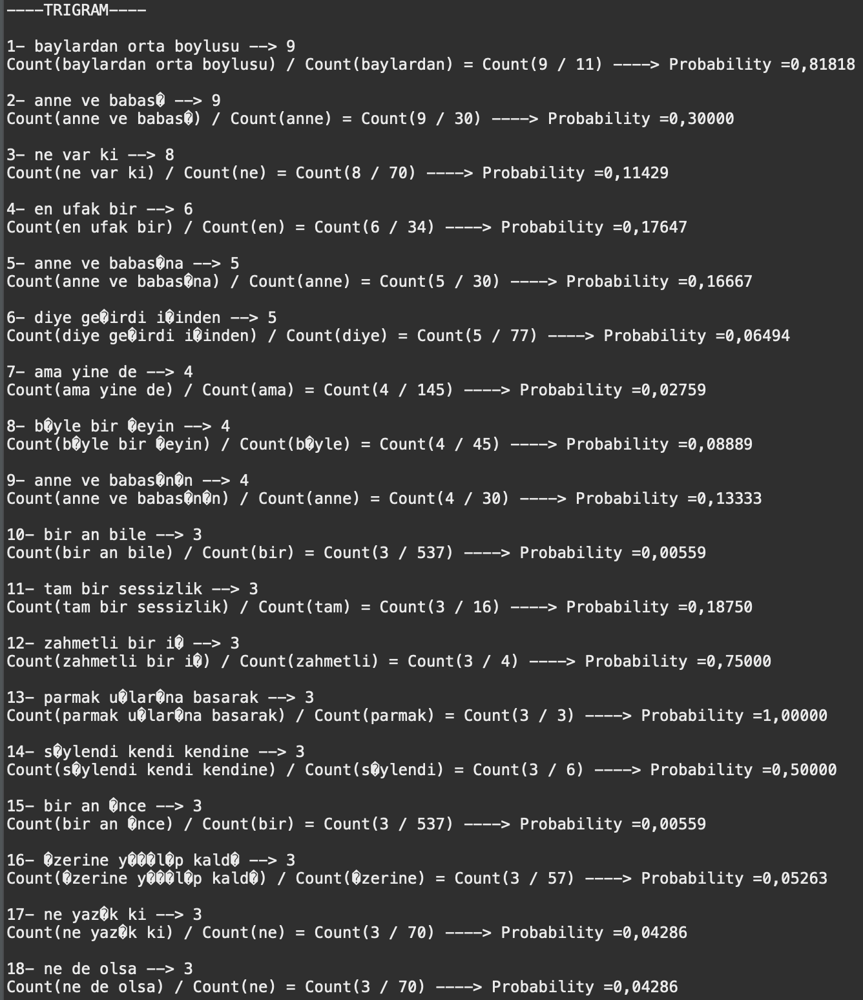 ----TRIGRAM----
1- baylardan orta boylusu --> 9
Count(baylardan orta boylusu) / Count(baylardan) = Count(9 / 11) ----> Probability =0,81818
2- anne ve babas� --> 9
Count(anne ve babas�) / Count(anne) = Count(9 / 30) ----> Probability =0,30000
3- ne var ki --> 8
Count(ne var ki) / Count(ne) = Count(8 / 70) ----> Probability =0,11429
4- en ufak bir --> 6
Count(en ufak bir) / Count(en) = Count(6 / 34) ----> Probability =0,17647
5- anne ve babas�na --> 5
Count(anne ve babas�na) / Count(anne) = Count(5 / 30) ----> Probability =0,16667
6- diye ge�irdi i�inden --> 5
Count(diye ge�irdi i�inden) / Count(diye) = Count(5 / 77) ----> Probability =0,06494
7- ama yine de --> 4
Count(ama yine de) / Count(ama) = Count(4 / 145) ----> Probability =0,02759
8- b�yle bir �eyin --> 4
Count(b�yle bir �eyin) / Count(b�yle) = Count(4 / 45) ----> Probability =0,08889
9- anne ve babas�n�n --> 4
Count(anne ve babas�n�n) / Count(anne) = Count(4 / 30) ----> Probability =0,13333
10- bir an bile --> 3
Count(bir an bile) / Count(bir) = Count(3 / 537) ----> Probability =0,00559
11- tam bir sessizlik --> 3
Count(tam bir sessizlik) / Count(tam) = Count(3 / 16) ----> Probability =0,18750
12- zahmetli bir i� --> 3
Count(zahmetli bir i�) / Count(zahmetli) = Count(3 / 4) ----> Probability =0,75000
13- parmak u�lar�na basarak --> 3
Count(parmak u�lar�na basarak) / Count(parmak) = Count(3 / 3) ----> Probability =1,00000
14- s�ylendi kendi kendine --> 3
Count(s�ylendi kendi kendine) / Count(s�ylendi) = Count(3 / 6) ----> Probability =0,50000
15- bir an �nce --> 3
Count(bir an �nce) / Count(bir) = Count(3 / 537) ----> Probability =0,00559
16- �zerine y���l�p kald� --> 3
Count(�zerine y���l�p kald�) / Count(�zerine) = Count(3 / 57) ----> Probability =0,05263
17- ne yaz�k ki --> 3
Count(ne yaz�k ki) / Count(ne) = Count(3 / 70) ----> Probability =0,04286
18- ne de olsa --> 3
Count(ne de olsa) / Count(ne) = Count(3 / 70) ----> Probability =0,04286